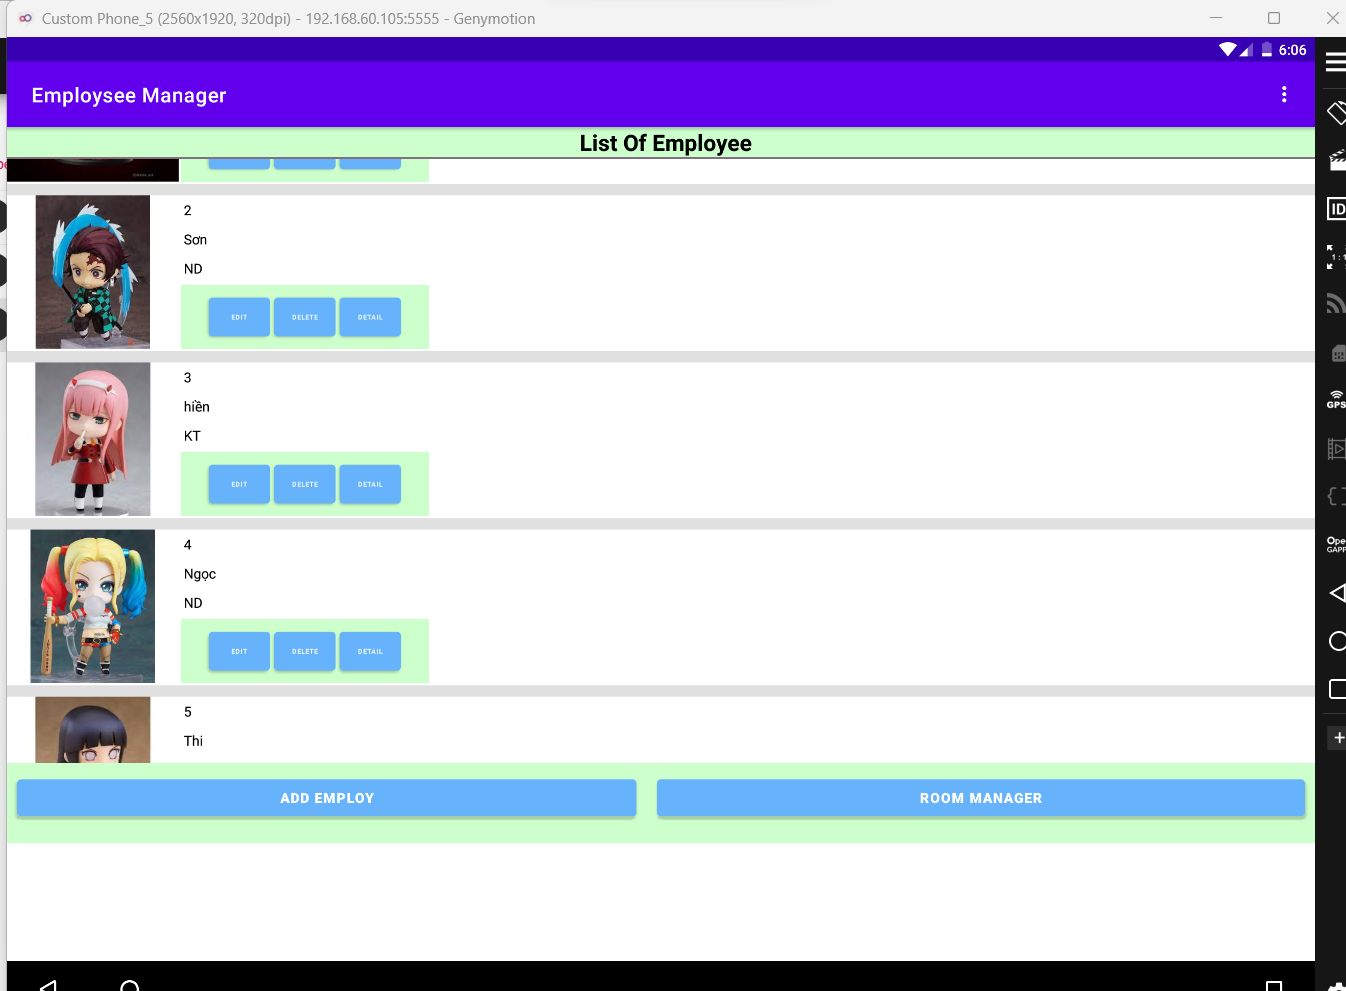 Custom Phone_5 (2560x1920, 320dpi) - 192.168.60.105:5555 - Genymotion
6:06
Employsee Manager
List Of Employee
2
Sơn
ND
EDIT DELETE DETAIL
3
hiền
KT
EDIT DELETE DETAIL
4
Ngọc
ND
EDIT DELETE DETAIL
5
Thi
ADD EMPLOY ROOM MANAGER
ID
GPS